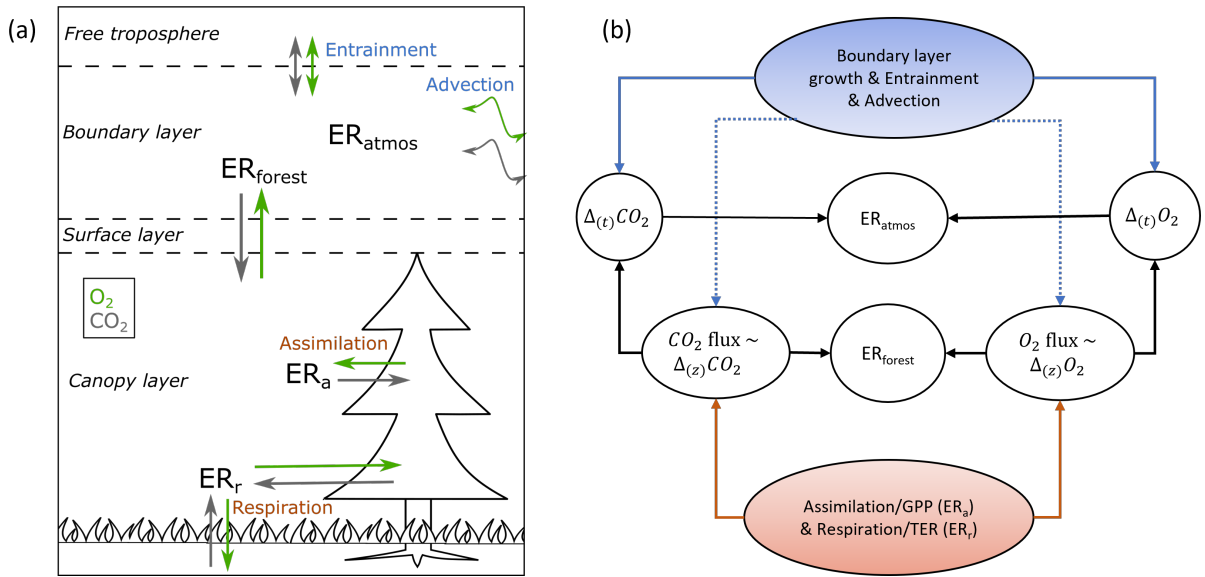 (a)
Free troposphere
Entrainment
Advection
Boundary layer
ER_atmos
ER_forest
Surface layer
O₂
CO₂
Assimilation
ER_a
Canopy layer
ER_r
Respiration
(b)
Boundary layer
growth & Entrainment
& Advection
Δ₍t₎CO₂
ER_atmos
Δ₍t₎O₂
CO₂ flux ~
Δ₍z₎CO₂
ER_forest
O₂ flux ~
Δ₍z₎O₂
Assimilation/GPP (ER_a)
& Respiration/TER (ER_r)